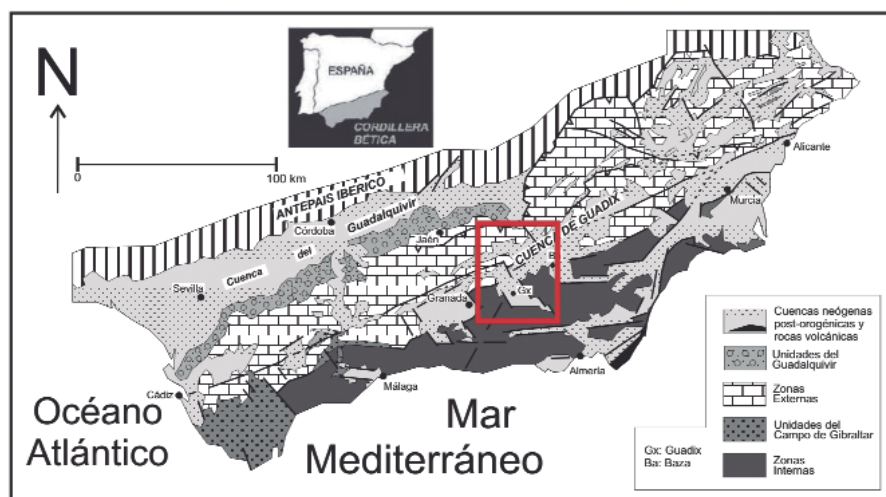 N
ESPAÑA
CORDILLERA
BÉTICA
0
100 km
ANTEPAIS IBERICO
Córdoba
Cuenca del Guadalquivir
Jaén
Sevilla
CUENCA DE GUADIX
Ba
Gx
Granada
Alicante
Murcia
Almería
Málaga
Cádiz
Océano
Atlántico
Mar
Mediterráneo
Cuencas neógenas
post-orogénicas y
rocas volcánicas
Unidades del
Guadalquivir
Zonas
Externas
Unidades del
Campo de Gibraltar
Zonas
Internas
Gx: Guadix
Ba: Baza